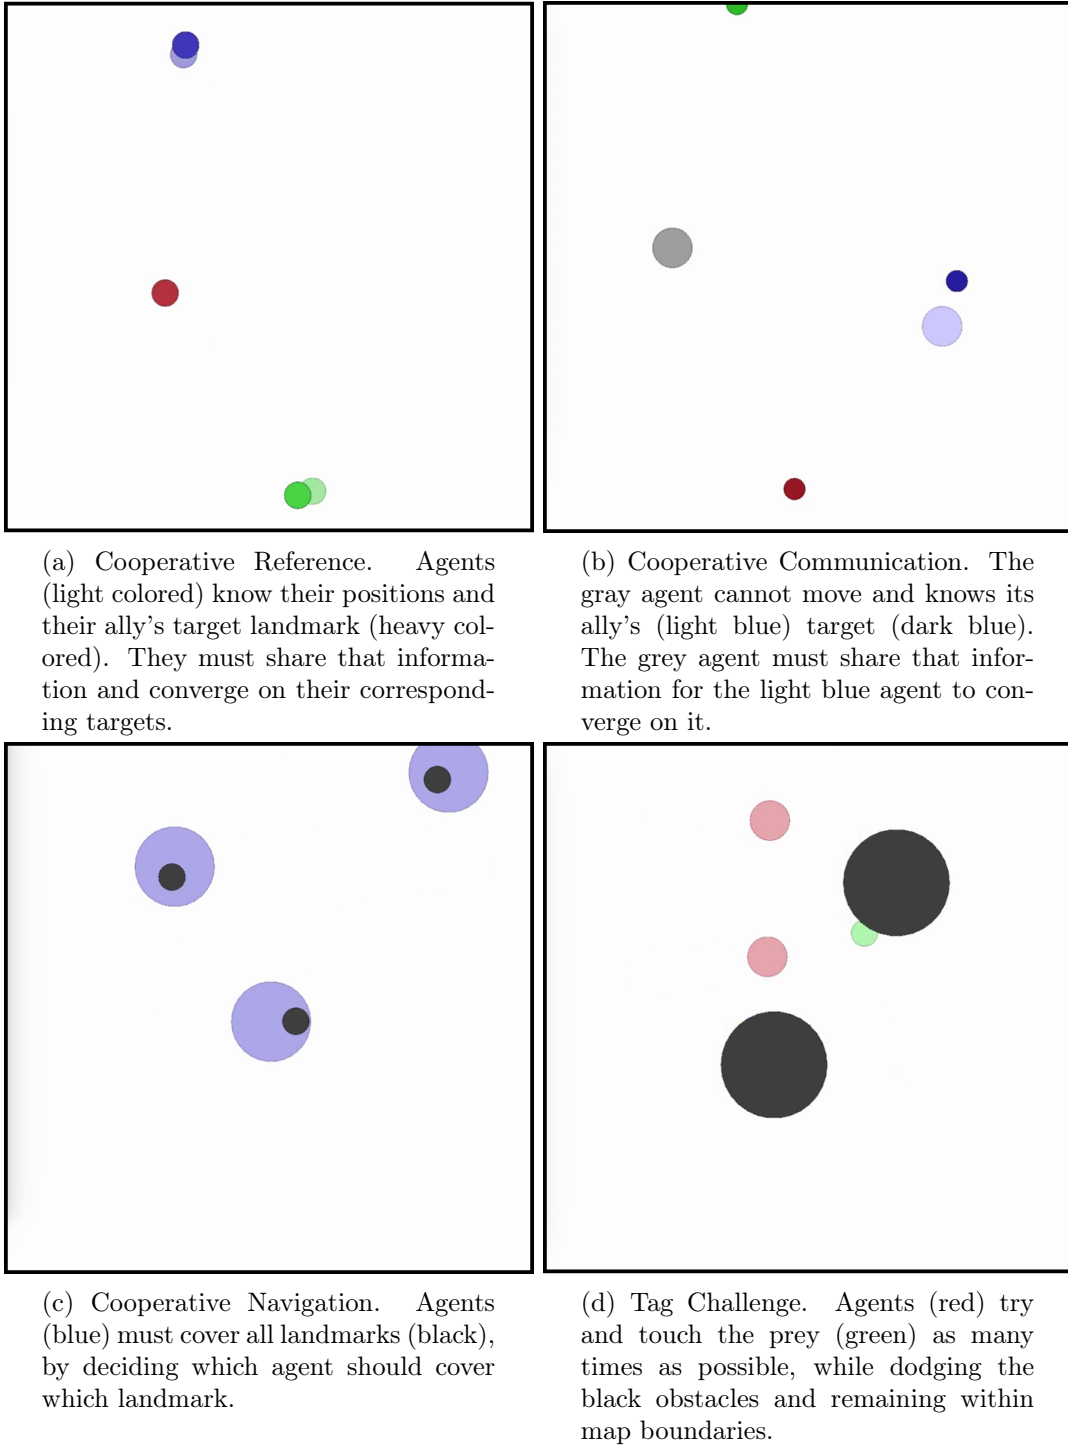 (a) Cooperative Reference. Agents
(light colored) know their positions and
their ally's target landmark (heavy col-
ored). They must share that informa-
tion and converge on their correspond-
ing targets.
(b) Cooperative Communication. The
gray agent cannot move and knows its
ally's (light blue) target (dark blue).
The grey agent must share that infor-
mation for the light blue agent to con-
verge on it.
(c) Cooperative Navigation. Agents
(blue) must cover all landmarks (black),
by deciding which agent should cover
which landmark.
(d) Tag Challenge. Agents (red) try
and touch the prey (green) as many
times as possible, while dodging the
black obstacles and remaining within
map boundaries.